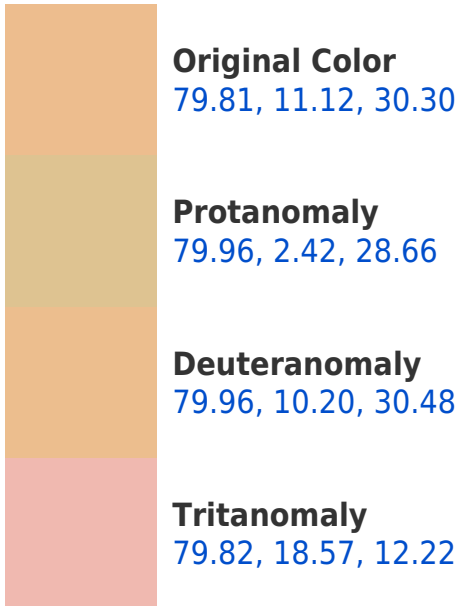 Original Color
79.81, 11.12, 30.30
Protanomaly
79.96, 2.42, 28.66
Deuteranomaly
79.96, 10.20, 30.48
Tritanomaly
79.82, 18.57, 12.22